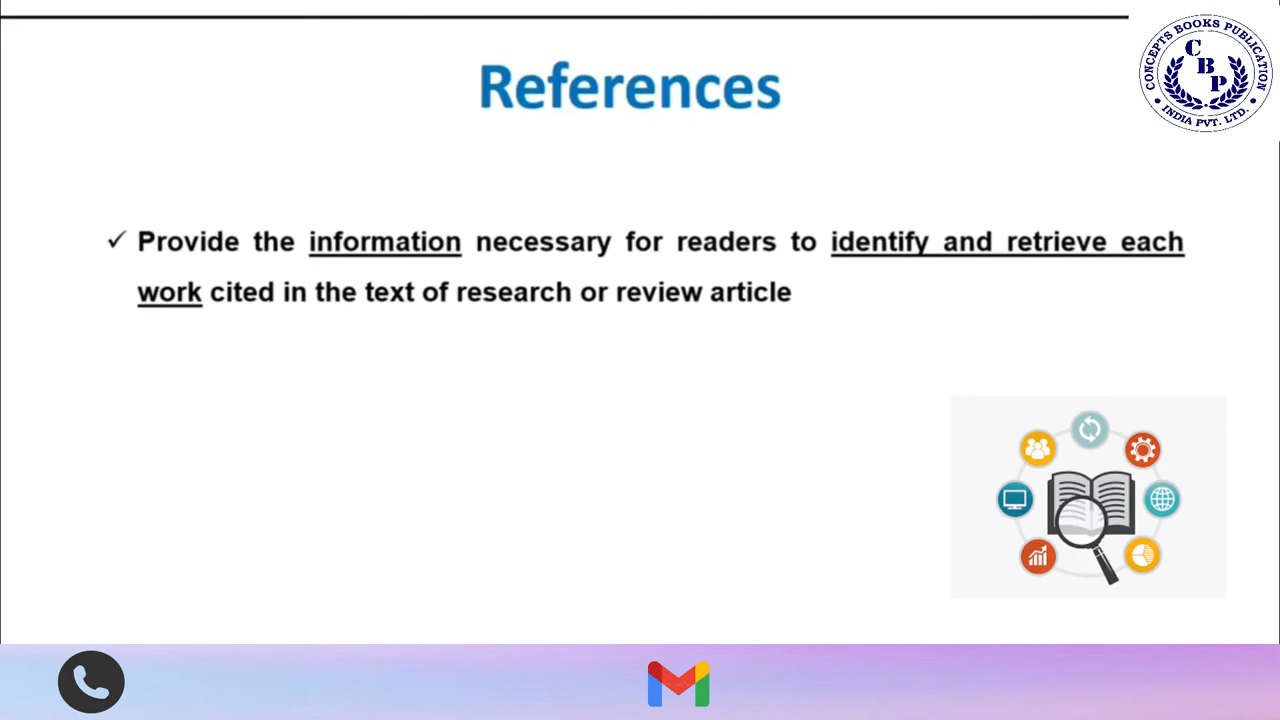 References
CONCEPTS BOOKS PUBLICATION
C
B
P
INDIA PVT. LTD.
✓ Provide the information necessary for readers to identify and retrieve each
work cited in the text of research or review article